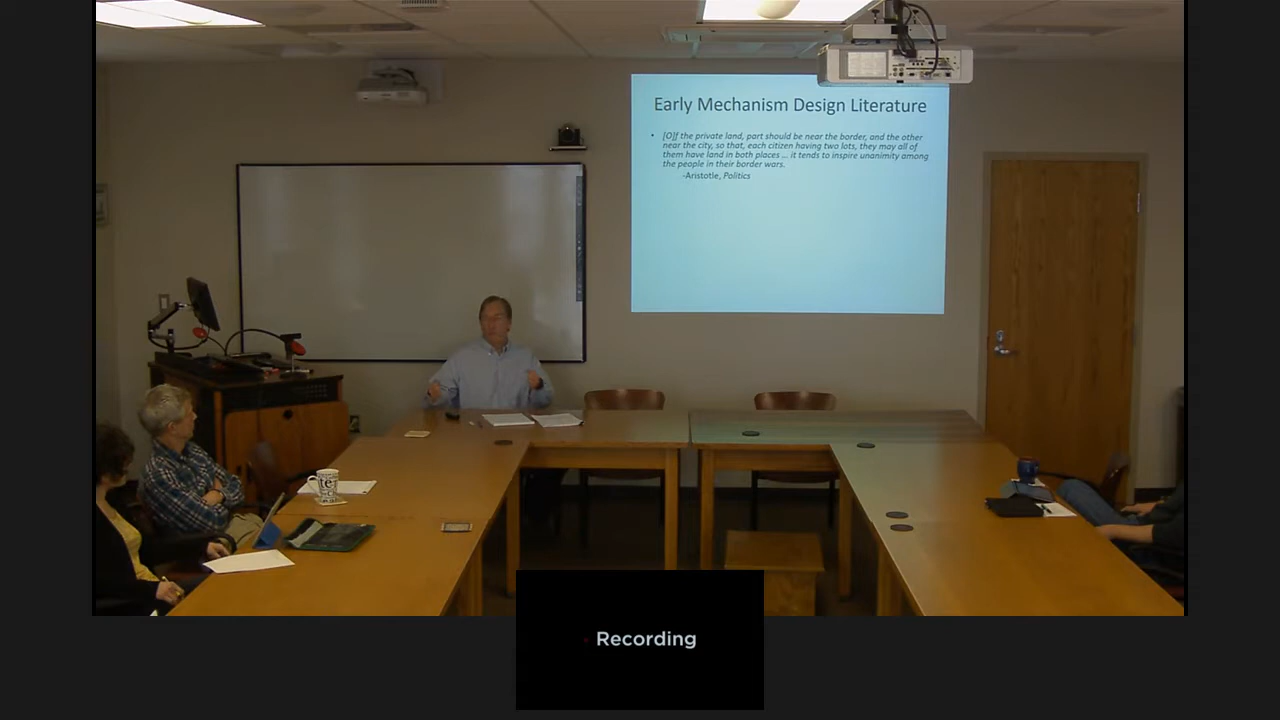 Early Mechanism Design Literature
• [O]f the private land, part should be near the border, and the other
near the city, so that, each citizen having two lots, they may all of
them have land in both places ... it tends to inspire unanimity among
the people in their border wars.
-Aristotle, Politics
te
Recording